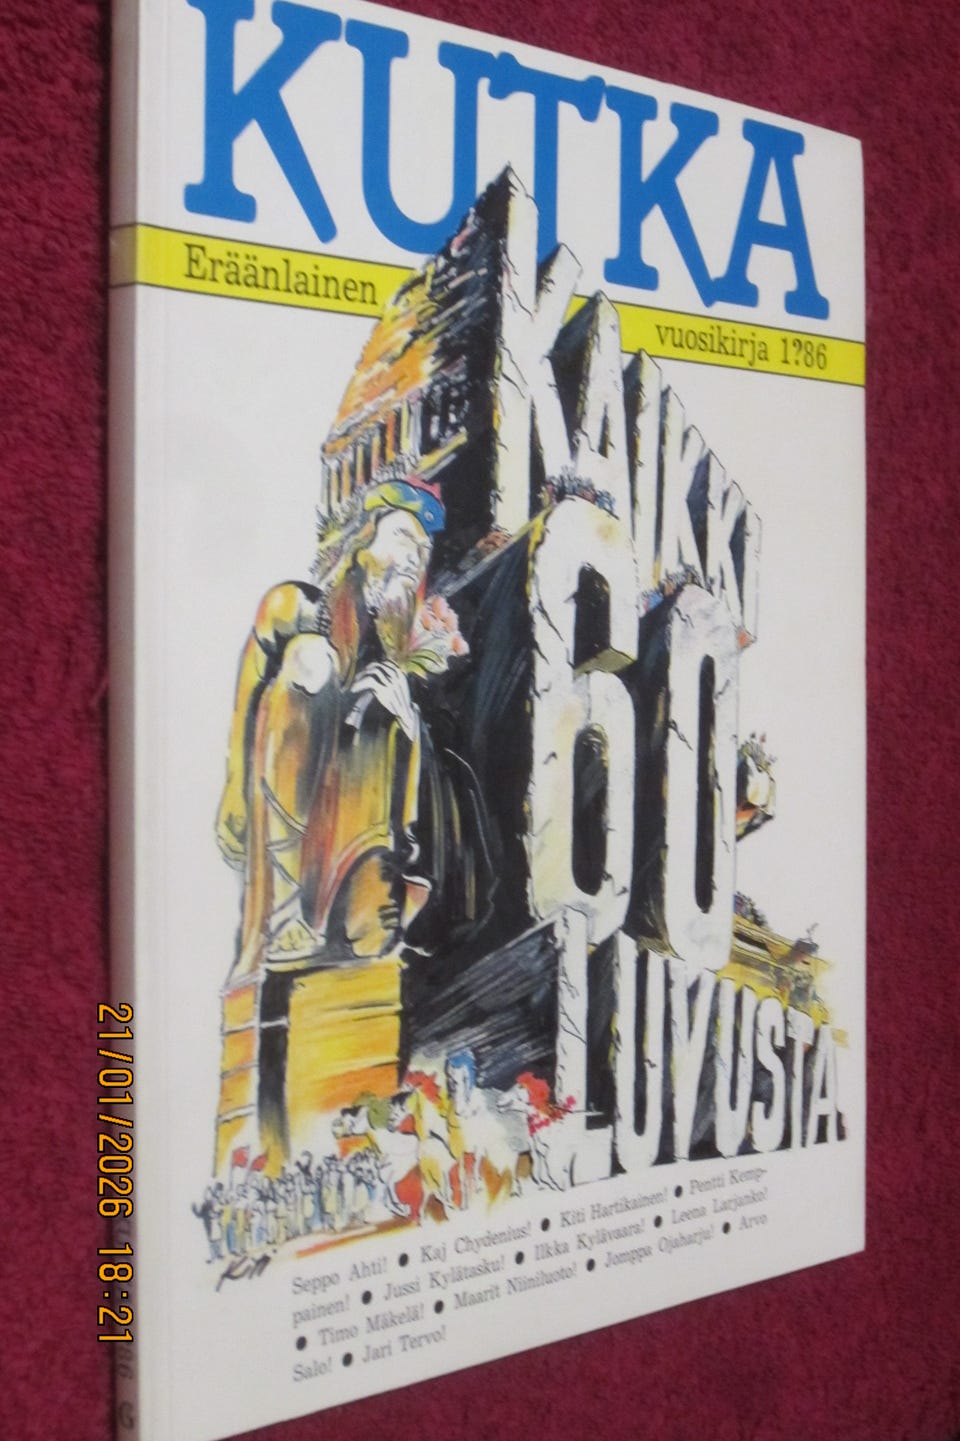 KUTKA
Eräänlainen vuosikirja 1?86
KAIKKI
60
LUVUSTA
Seppo Ahti! ● Kaj Chydenius! ● Kiti Hartikainen! ● Pentti Kemp-
painen! ● Jussi Kylätasku! ● Ilkka Kylävaara! ● Leena Larjanko!
● Timo Mäkelä! ● Maarit Niiniluoto! ● Jomppa Ojaharju! ● Arvo
Salo! ● Jari Tervo!
21/01/2026 18:21
G